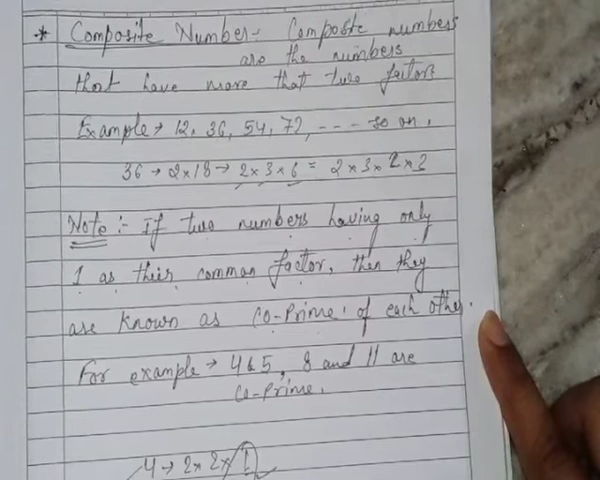 * Composite Number:- Composite numbers
are the numbers
that have more that two factors
Example → 12, 36, 54, 72, ---- so on.
36 → 2×18 → 2×3×6 = 2×3×2×3
Note:- If two numbers having only
1 as their common factor, then they
are known as co-prime of each other.
For example → 4&5, 8 and 11 are
co-prime.
4 → 2×2×1